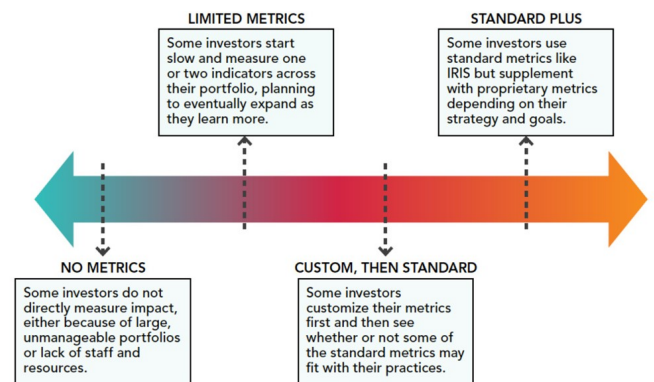 LIMITED METRICS
Some investors start
slow and measure one
or two indicators across
their portfolio, planning
to eventually expand as
they learn more.
STANDARD PLUS
Some investors use
standard metrics like
IRIS but supplement
with proprietary metrics
depending on their
strategy and goals.
NO METRICS
Some investors do not
directly measure impact,
either because of large,
unmanageable portfolios
or lack of staff and
resources.
CUSTOM, THEN STANDARD
Some investors
customize their metrics
first and then see
whether or not some of
the standard metrics may
fit with their practices.